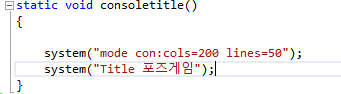 static void consoletitle()
{
system("mode con:cols=200 lines=50");
system("Title 포즈게임");
}